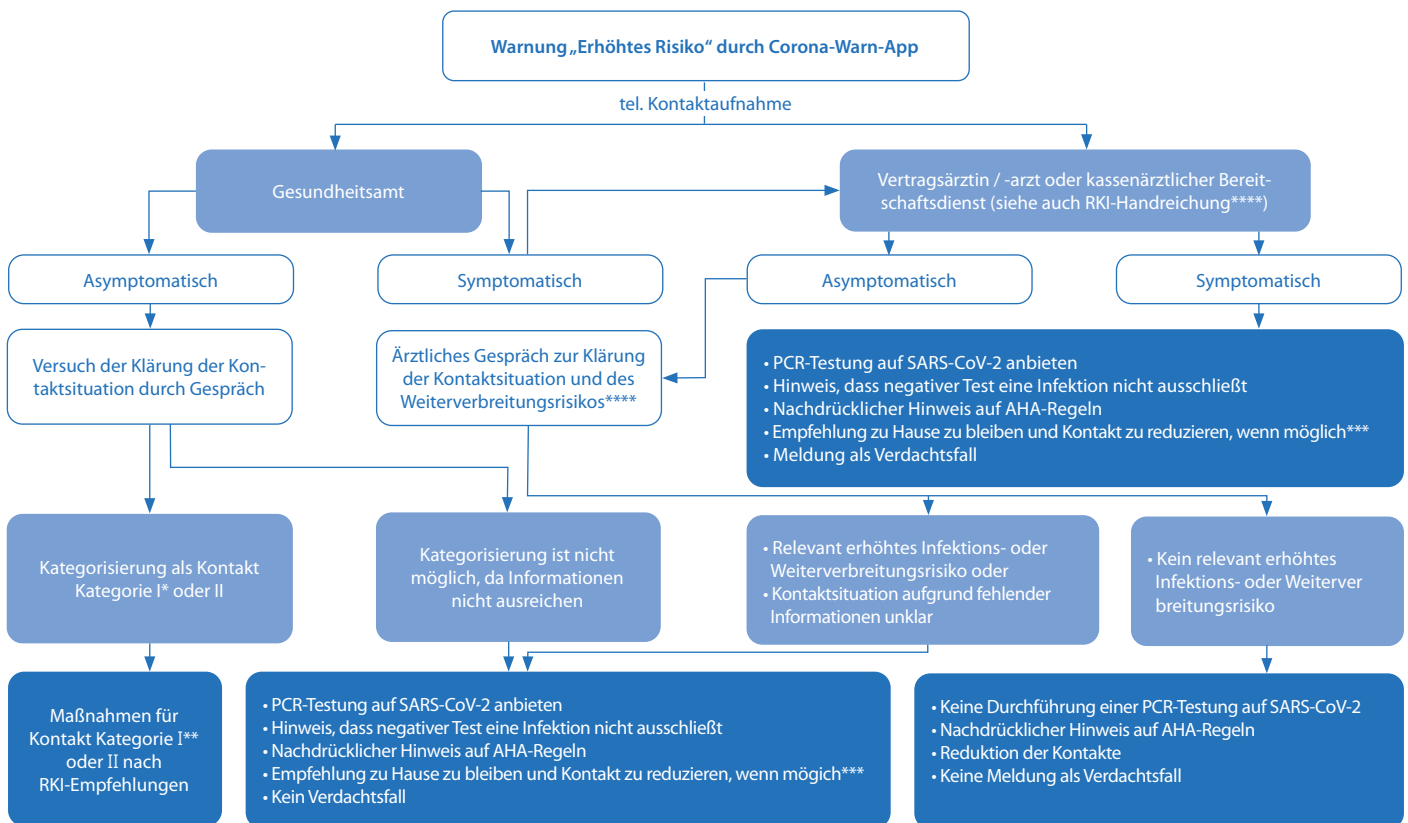 Warnung „Erhöhtes Risiko“ durch Corona-Warn-App
tel. Kontaktaufnahme
Gesundheitsamt
Vertragsärztin / -arzt oder kassenärztlicher Bereit-
schaftsdienst (siehe auch RKI-Handreichung****)
Asymptomatisch
Symptomatisch
Asymptomatisch
Symptomatisch
Versuch der Klärung der Kon-
taktsituation durch Gespräch
Ärztliches Gespräch zur Klärung
der Kontaktsituation und des
Weiterverbreitungsrisikos****
• PCR-Testung auf SARS-CoV-2 anbieten
• Hinweis, dass negativer Test eine Infektion nicht ausschließt
• Nachdrücklicher Hinweis auf AHA-Regeln
• Empfehlung zu Hause zu bleiben und Kontakt zu reduzieren, wenn möglich***
• Meldung als Verdachtsfall
Kategorisierung als Kontakt
Kategorie I* oder II
Kategorisierung ist nicht
möglich, da Informationen
nicht ausreichen
• Relevant erhöhtes Infektions- oder
Weiterverbreitungsrisiko oder
• Kontaktsituation aufgrund fehlender
Informationen unklar
• Kein relevant erhöhtes
Infektions- oder Weiterver
breitungsrisiko
Maßnahmen für
Kontakt Kategorie I**
oder II nach
RKI-Empfehlungen
• PCR-Testung auf SARS-CoV-2 anbieten
• Hinweis, dass negativer Test eine Infektion nicht ausschließt
• Nachdrücklicher Hinweis auf AHA-Regeln
• Empfehlung zu Hause zu bleiben und Kontakt zu reduzieren, wenn mögich***
• Kein Verdachtsfall
• Keine Durchführung einer PCR-Testung auf SARS-CoV-2
• Nachdrücklicher Hinweis auf AHA-Regeln
• Reduktion der Kontakte
• Keine Meldung als Verdachtsfall